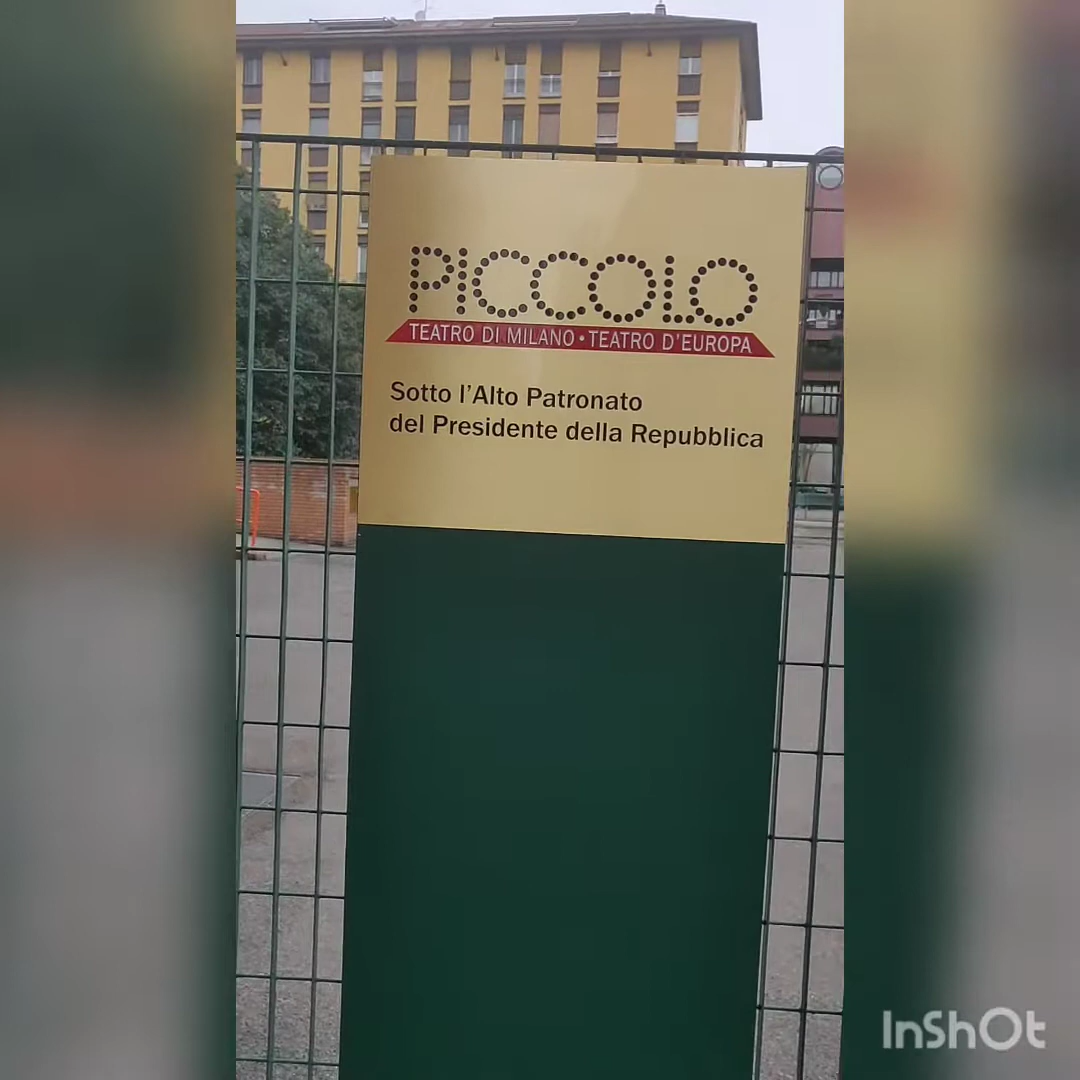 PICCOLO
TEATRO DI MILANO • TEATRO D'EUROPA
Sotto l'Alto Patronato
del Presidente della Repubblica
InShOt